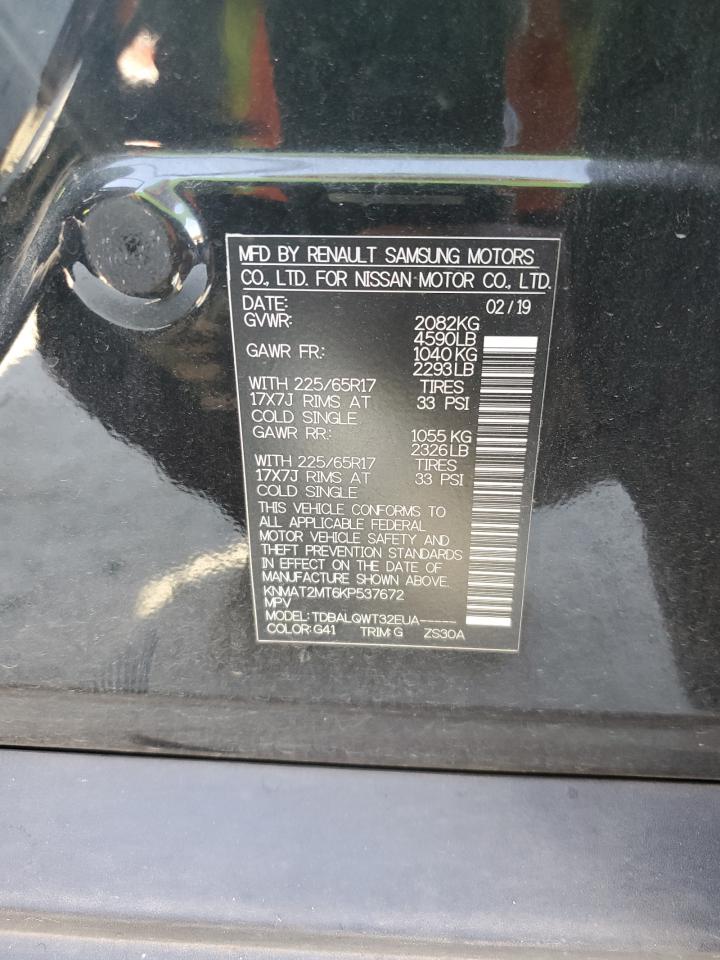 MFD BY RENAULT SAMSUNG MOTORS
CO., LTD. FOR NISSAN MOTOR CO., LTD.
DATE: 02/19
GVWR: 2082KG
4590LB
GAWR FR: 1040KG
2293LB
WITH 225/65R17 TIRES
17X7J RIMS AT 33 PSI
COLD SINGLE
GAWR RR: 1055KG
2326LB
WITH 225/65R17 TIRES
17X7J RIMS AT 33 PSI
COLD SINGLE
THIS VEHICLE CONFORMS TO
ALL APPLICABLE FEDERAL
MOTOR VEHICLE SAFETY AND
THEFT PREVENTION STANDARDS
IN EFFECT ON THE DATE OF
MANUFACTURE SHOWN ABOVE.
KNMAT2MT6KP537672
MPV
MODEL: TDBALQWT32EUA-----
COLOR: G41 TRIM: G ZS30A